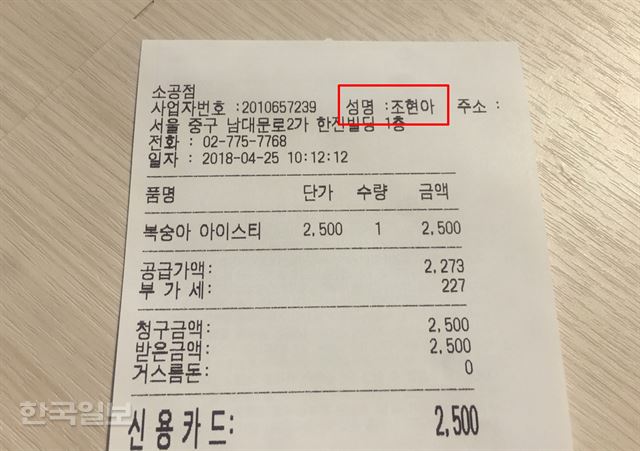 소공점
사업자번호 :2010657239 성명 :조현아 주소 :
서울 중구 남대문로2가 한진빌딩 1층
전화 : 02-775-7768
일자 : 2018-04-25 10:12:12
품명 단가 수량 금액
복숭아 아이스티 2,500 1 2,500
공급가액: 2,273
부 가 세: 227
청구금액: 2,500
받은금액: 2,500
거스름돈: 0
신용카드: 2,500
한국일보